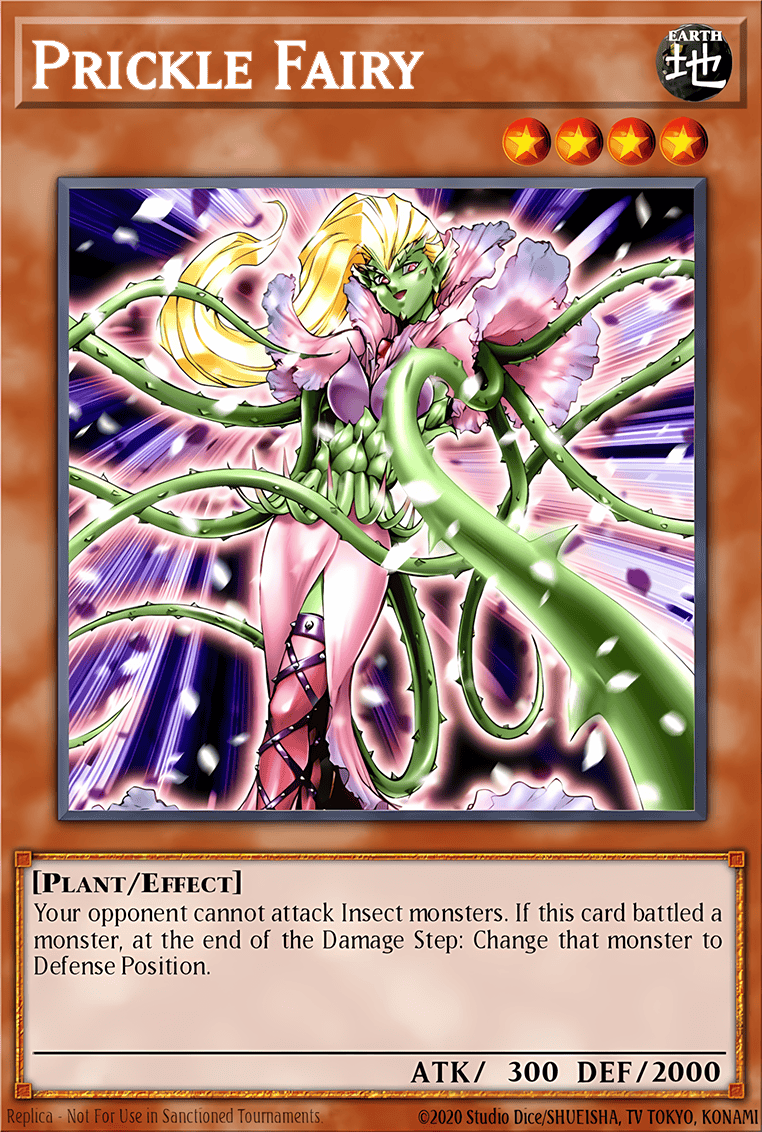 Prickle Fairy
EARTH
地
[Plant/Effect]
Your opponent cannot attack Insect monsters. If this card battled a
monster, at the end of the Damage Step: Change that monster to
Defense Position.
ATK/ 300 DEF/2000
Replica - Not For Use in Sanctioned Tournaments.
©2020 Studio Dice/SHUEISHA, TV TOKYO, KONAMI